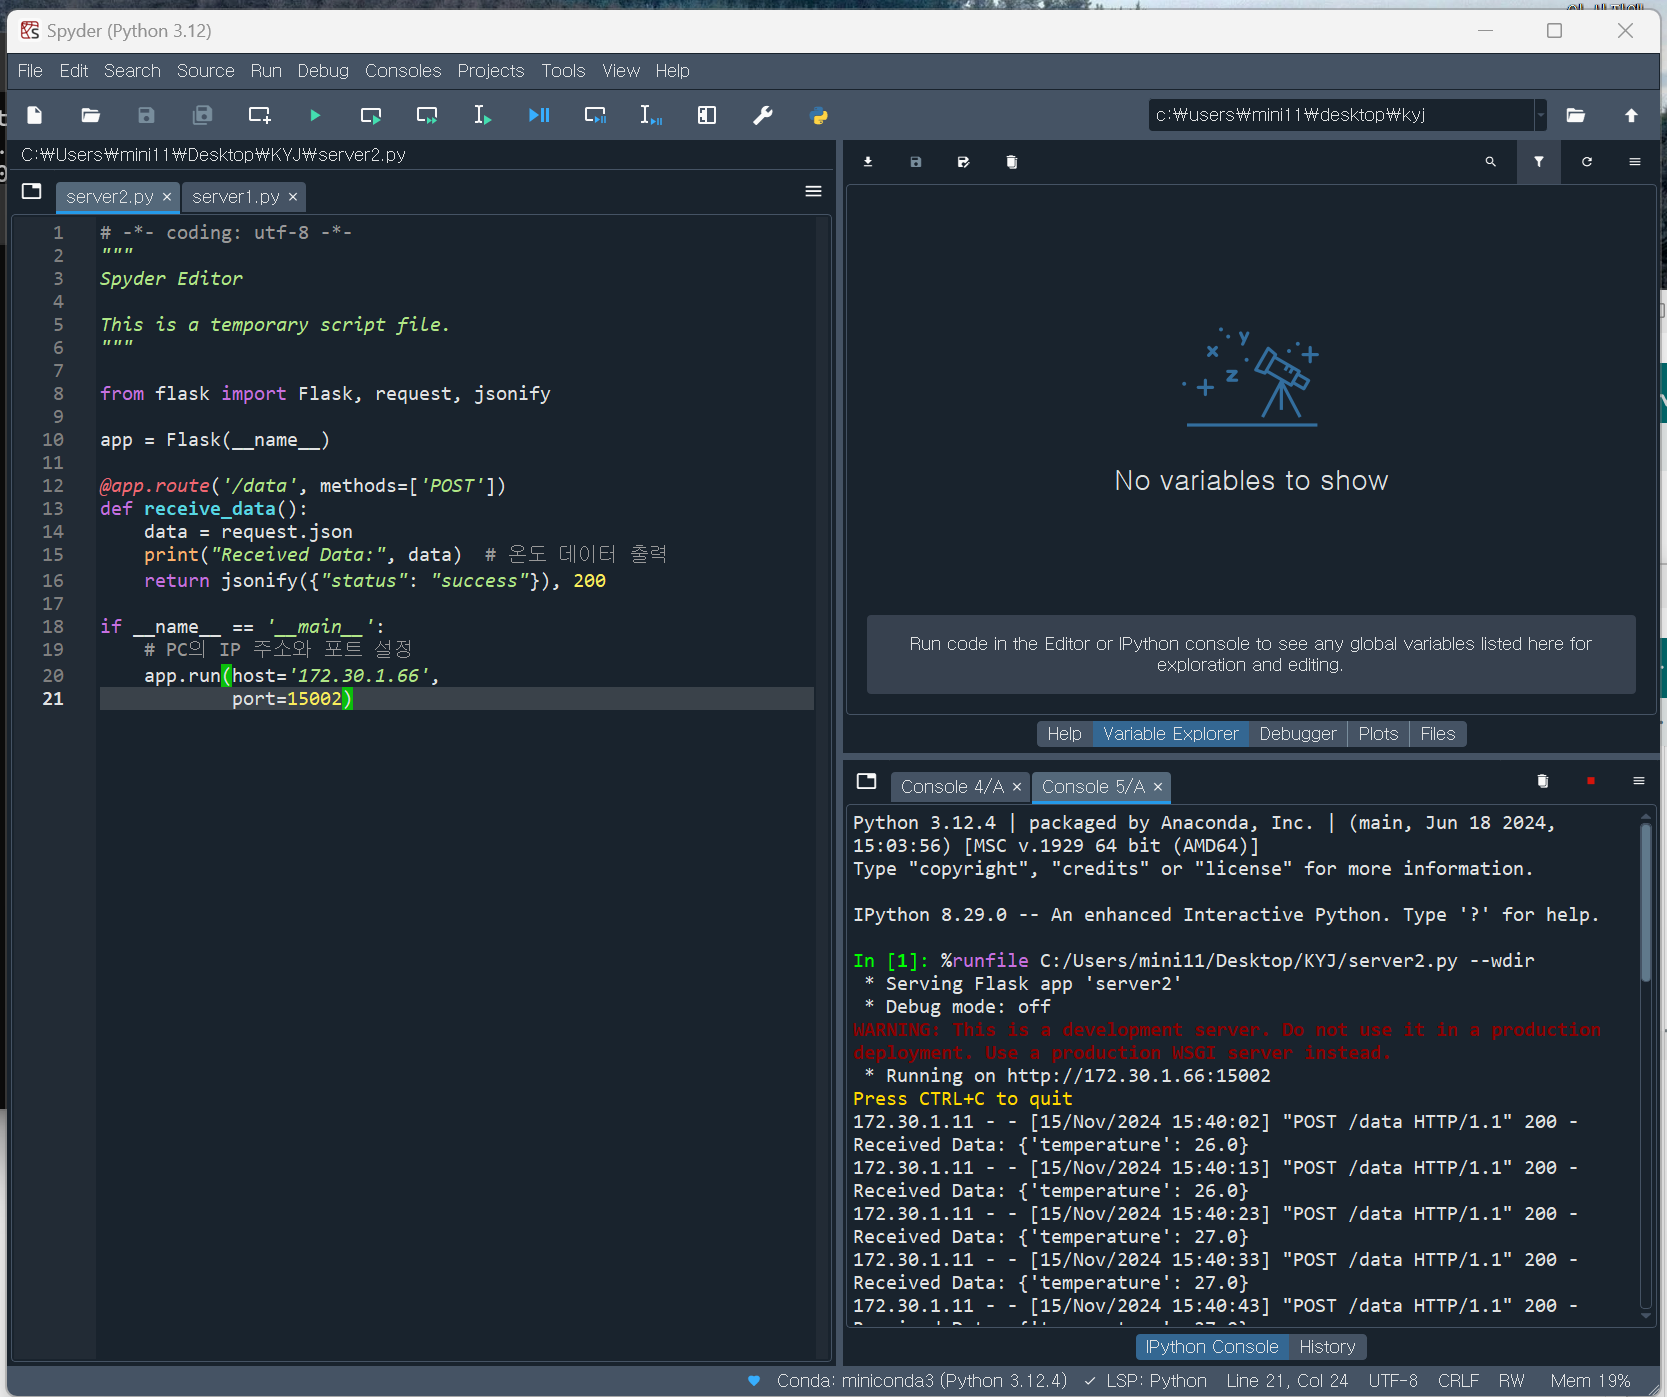 Spyder (Python 3.12)
File Edit Search Source Run Debug Consoles Projects Tools View Help
c:₩users₩mini11₩desktop₩kyj
C:₩Users₩mini11₩Desktop₩KYJ₩server2.py
server2.py × server1.py ×
1 # -*- coding: utf-8 -*-
2 """
3 Spyder Editor
4
5 This is a temporary script file.
6 """
7
8 from flask import Flask, request, jsonify
9
10 app = Flask(__name__)
11
12 @app.route('/data', methods=['POST'])
13 def receive_data():
14     data = request.json
15     print("Received Data:", data)  # 온도 데이터 출력
16     return jsonify({"status": "success"}), 200
17
18 if __name__ == '__main__':
19     # PC의 IP 주소와 포트 설정
20     app.run(host='172.30.1.66',
21             port=15002)
x y z
No variables to show
Run code in the Editor or IPython console to see any global variables listed here for
exploration and editing.
Help Variable Explorer Debugger Plots Files
Console 4/A × Console 5/A ×
Python 3.12.4 | packaged by Anaconda, Inc. | (main, Jun 18 2024,
15:03:56) [MSC v.1929 64 bit (AMD64)]
Type "copyright", "credits" or "license" for more information.
IPython 8.29.0 -- An enhanced Interactive Python. Type '?' for help.
In [1]: %runfile C:/Users/mini11/Desktop/KYJ/server2.py --wdir
 * Serving Flask app 'server2'
 * Debug mode: off
WARNING: This is a development server. Do not use it in a production
deployment. Use a production WSGI server instead.
 * Running on http://172.30.1.66:15002
Press CTRL+C to quit
172.30.1.11 - - [15/Nov/2024 15:40:02] "POST /data HTTP/1.1" 200 -
Received Data: {'temperature': 26.0}
172.30.1.11 - - [15/Nov/2024 15:40:13] "POST /data HTTP/1.1" 200 -
Received Data: {'temperature': 26.0}
172.30.1.11 - - [15/Nov/2024 15:40:23] "POST /data HTTP/1.1" 200 -
Received Data: {'temperature': 27.0}
172.30.1.11 - - [15/Nov/2024 15:40:33] "POST /data HTTP/1.1" 200 -
Received Data: {'temperature': 27.0}
172.30.1.11 - - [15/Nov/2024 15:40:43] "POST /data HTTP/1.1" 200 -
IPython Console History
Conda: miniconda3 (Python 3.12.4) ✓ LSP: Python Line 21, Col 24 UTF-8 CRLF RW Mem 19%